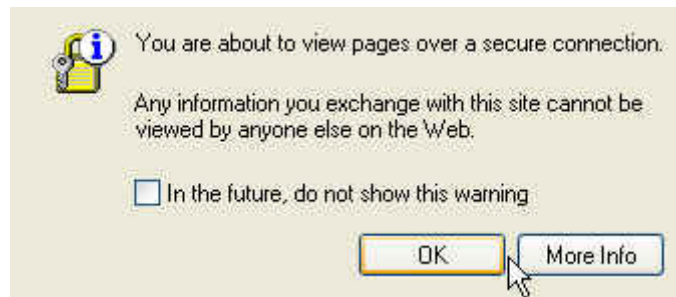 You are about to view pages over a secure connection.
Any information you exchange with this site cannot be
viewed by anyone else on the Web.
In the future, do not show this warning
OK More Info